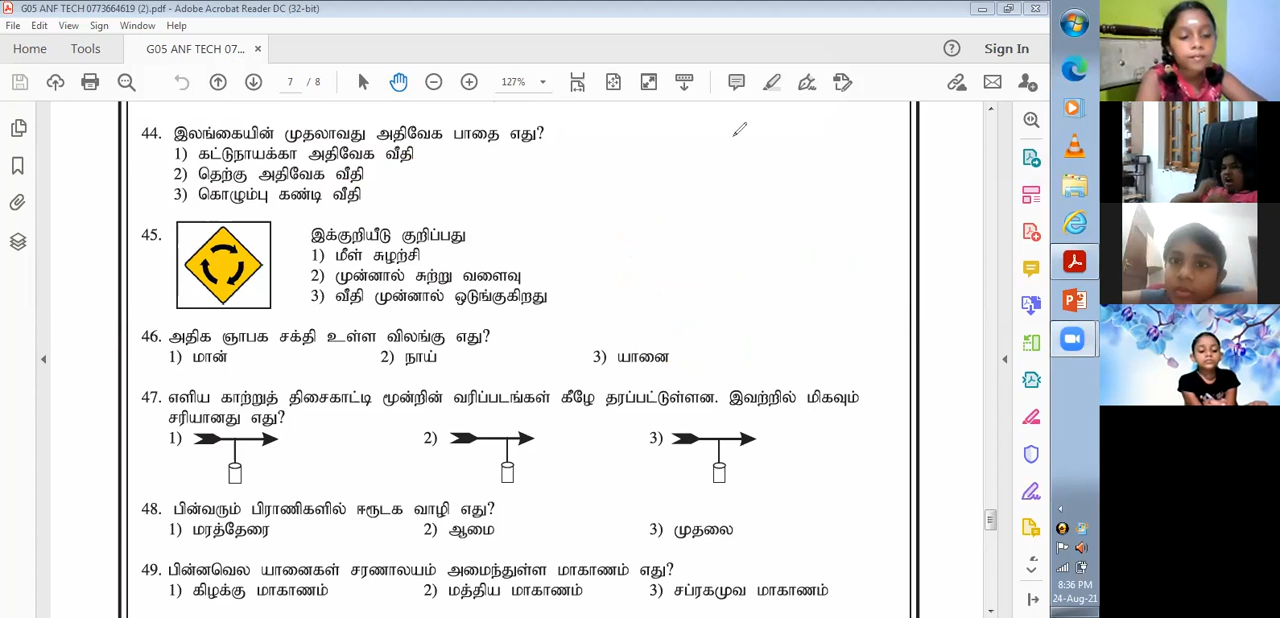 G05 ANF TECH 0773664619 (2).pdf - Adobe Acrobat Reader DC (32-bit)
File Edit View Sign Window Help
Home Tools G05 ANF TECH 07... × Sign In
7 / 8 127%
44. இலங்கையின் முதலாவது அதிவேக பாதை எது?
1) கட்டுநாயக்கா அதிவேக வீதி
2) தெற்கு அதிவேக வீதி
3) கொழும்பு கண்டி வீதி
45. இக்குறியீடு குறிப்பது
1) மீள் சுழற்சி
2) முன்னால் சுற்று வளைவு
3) வீதி முன்னால் ஒடுங்குகிறது
46. அதிக ஞாபக சக்தி உள்ள விலங்கு எது?
1) மான் 2) நாய் 3) யானை
47. எளிய காற்றுத் திசைகாட்டி மூன்றின் வரிப்படங்கள் கீழே தரப்பட்டுள்ளன. இவற்றில் மிகவும்
சரியானது எது?
1) 2) 3)
48. பின்வரும் பிராணிகளில் ஈரூடக வாழி எது?
1) மரத்தேரை 2) ஆமை 3) முதலை
49. பின்னவெல யானைகள் சரணாலயம் அமைந்துள்ள மாகாணம் எது?
1) கிழக்கு மாகாணம் 2) மத்திய மாகாணம் 3) சப்ரகமுவ மாகாணம்
8:36 PM
24-Aug-21